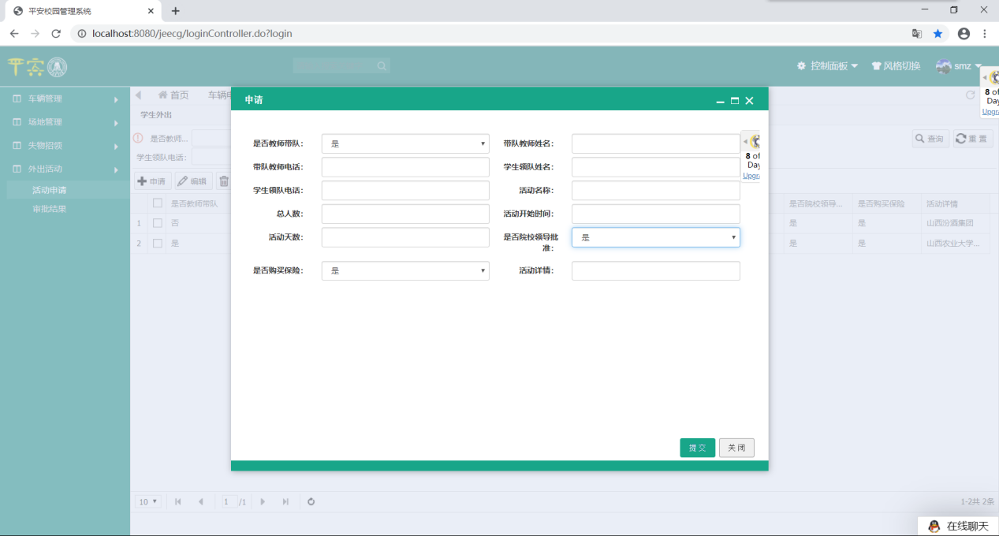 平安校园管理系统
localhost:8080/jeecg/loginController.do?login
平安
控制面板
风格切换
smz
8 of
Day
Upgra
车辆管理
场地管理
失物招领
外出活动
活动申请
审批结果
首页
车辆申
学生外出
是否教师...
学生领队电话:
查询
重置
申请
编辑
是否教师带队
是否院校领导...
是否购买保险
活动详情
1
否
是
是
山西汾酒集团
2
是
是
是
山西农业大学...
申请
是否教师带队:
是
带队教师姓名:
8 of
Day
Upgra
带队教师电话:
学生领队姓名:
学生领队电话:
活动名称:
总人数:
活动开始时间:
活动天数:
是否院校领导批
准:
是
是否购买保险:
是
活动详情:
提交
关闭
10
1
/1
1-2共 2条
在线聊天